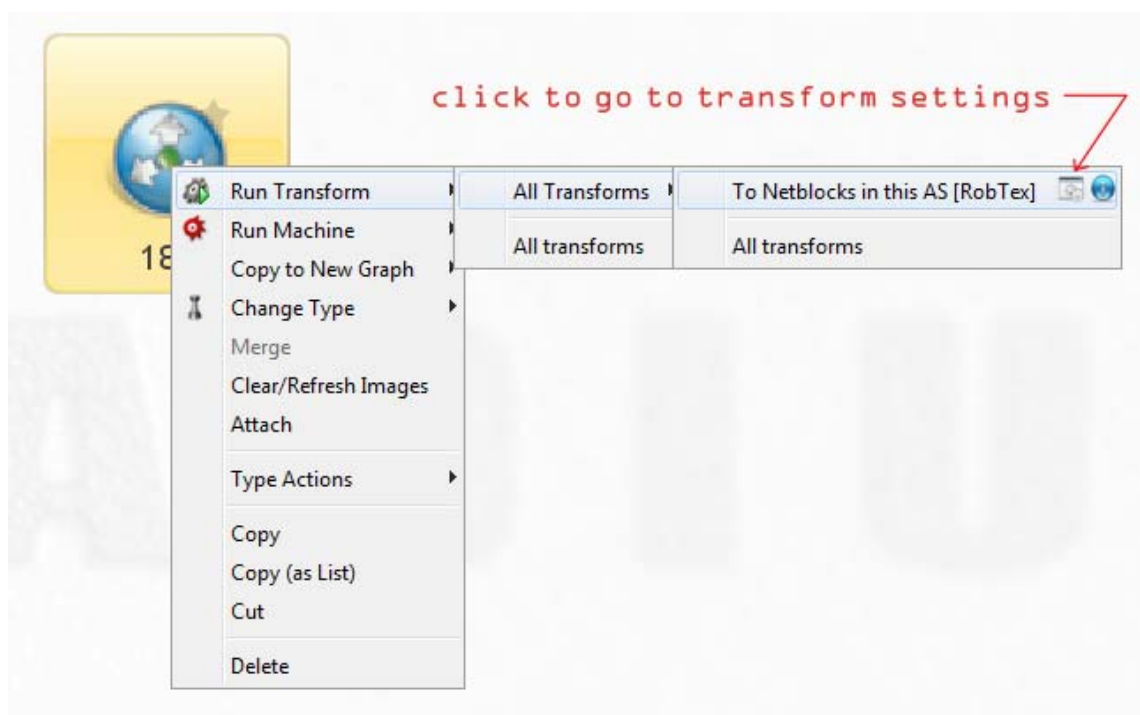 click to go to transform settings
Run Transform
All Transforms
To Netblocks in this AS [RobTex]
Run Machine
All transforms
All transforms
18
Copy to New Graph
Change Type
Merge
Clear/Refresh Images
Attach
Type Actions
Copy
Copy (as List)
Cut
Delete